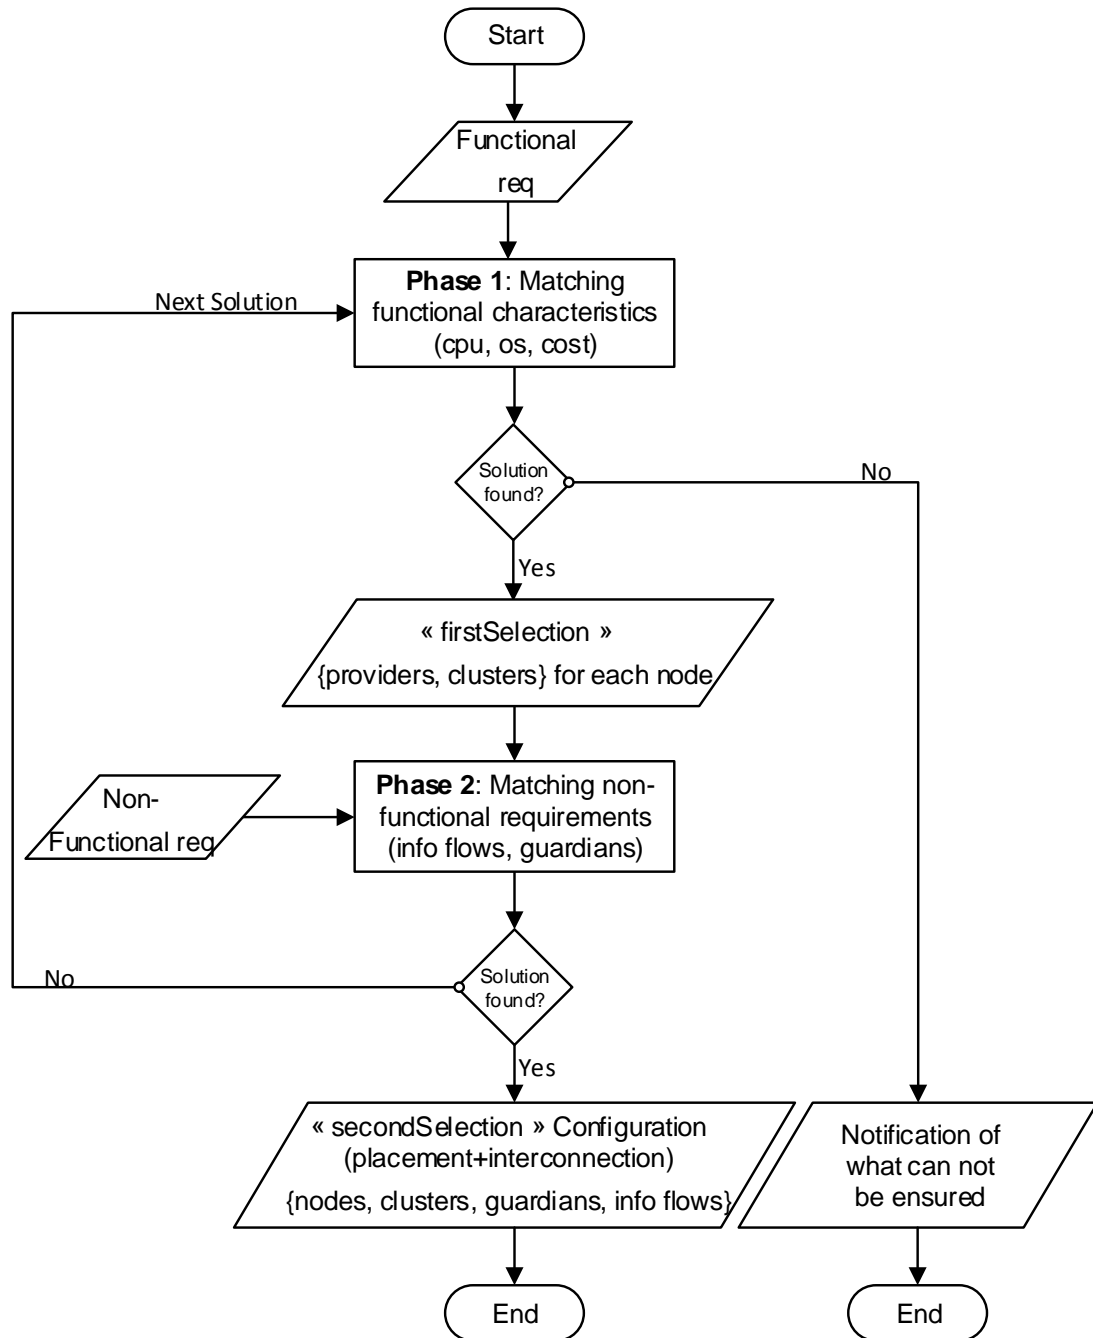 Start
Functional
req
Phase 1: Matching
functional characteristics
(cpu, os, cost)
Next Solution
Solution
found?
No
Yes
« firstSelection »
{providers, clusters} for each node
Non-
Functional req
Phase 2: Matching non-
functional requirements
(info flows, guardians)
Solution
found?
No
Yes
« secondSelection » Configuration
(placement+interconnection)
{nodes, clusters, guardians, info flows}
Notification of
what can not
be ensured
End
End